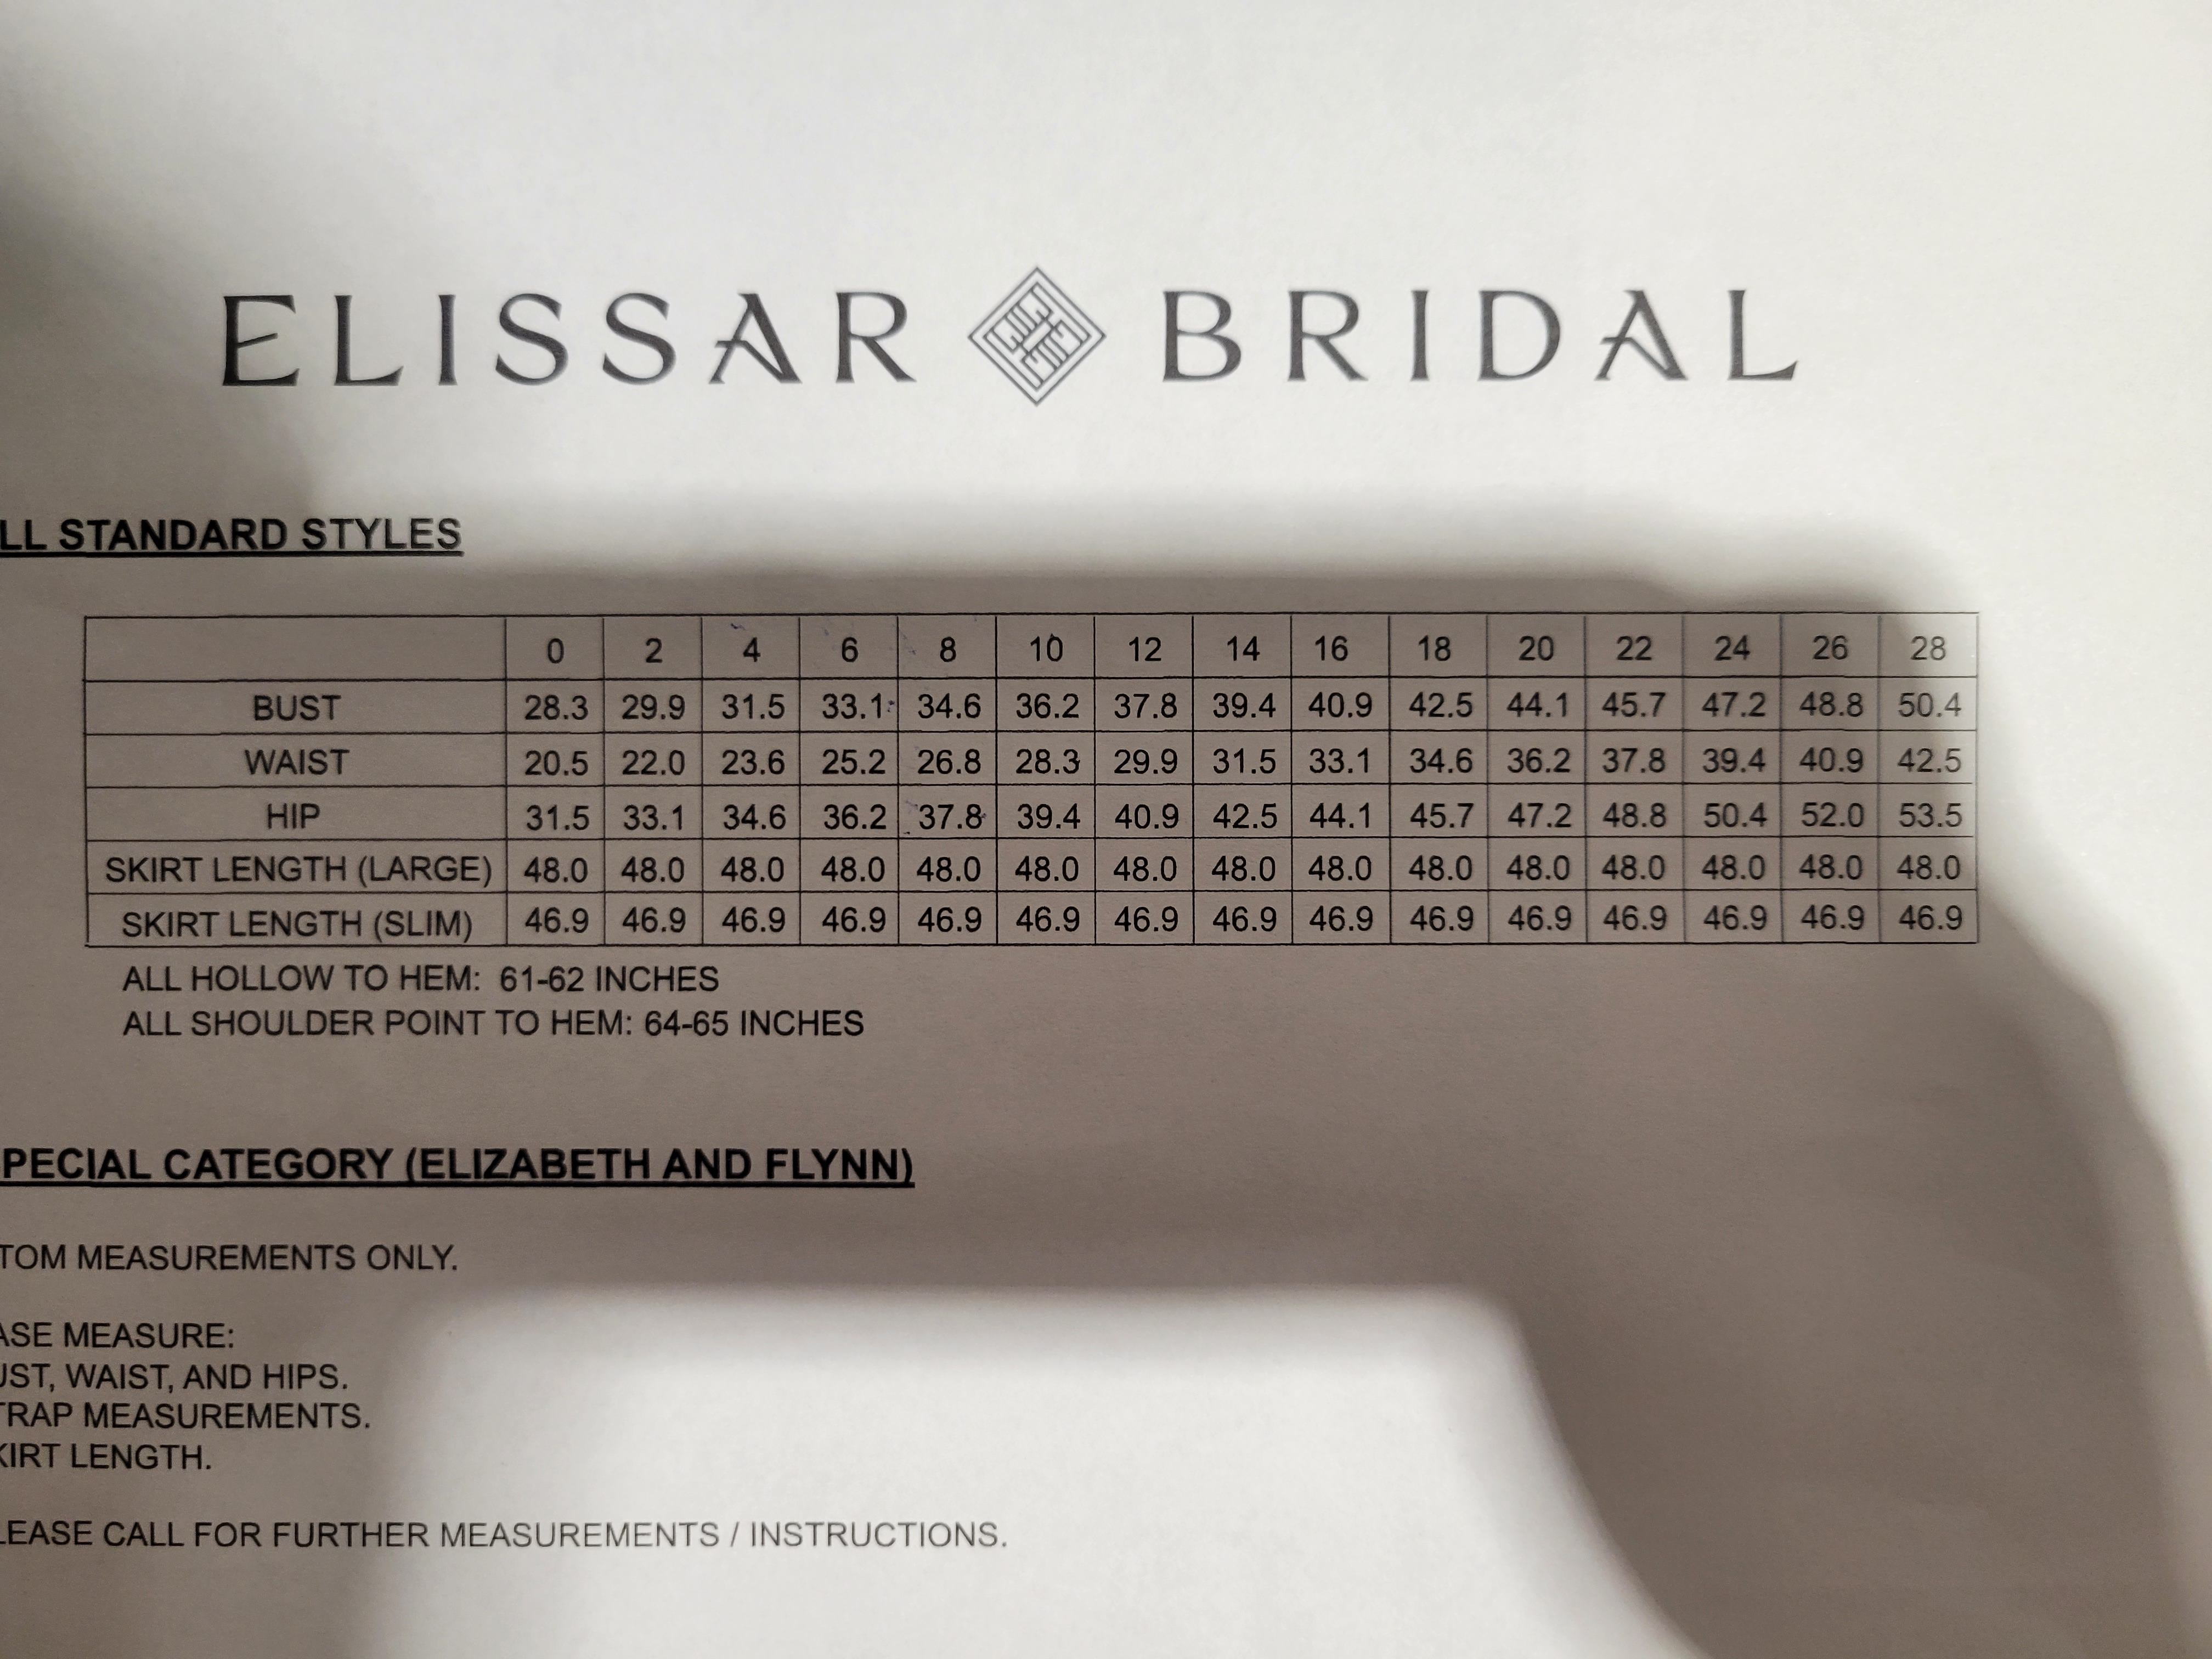 ELISSAR BRIDAL
LL STANDARD STYLES
0 2 4 6 8 10 12 14 16 18 20 22 24 26 28
BUST 28.3 29.9 31.5 33.1 34.6 36.2 37.8 39.4 40.9 42.5 44.1 45.7 47.2 48.8 50.4
WAIST 20.5 22.0 23.6 25.2 26.8 28.3 29.9 31.5 33.1 34.6 36.2 37.8 39.4 40.9 42.5
HIP 31.5 33.1 34.6 36.2 37.8 39.4 40.9 42.5 44.1 45.7 47.2 48.8 50.4 52.0 53.5
SKIRT LENGTH (LARGE) 48.0 48.0 48.0 48.0 48.0 48.0 48.0 48.0 48.0 48.0 48.0 48.0 48.0 48.0 48.0
SKIRT LENGTH (SLIM) 46.9 46.9 46.9 46.9 46.9 46.9 46.9 46.9 46.9 46.9 46.9 46.9 46.9 46.9 46.9
ALL HOLLOW TO HEM: 61-62 INCHES
ALL SHOULDER POINT TO HEM: 64-65 INCHES
PECIAL CATEGORY (ELIZABETH AND FLYNN)
TOM MEASUREMENTS ONLY.
ASE MEASURE:
UST, WAIST, AND HIPS.
TRAP MEASUREMENTS.
KIRT LENGTH.
LEASE CALL FOR FURTHER MEASUREMENTS / INSTRUCTIONS.